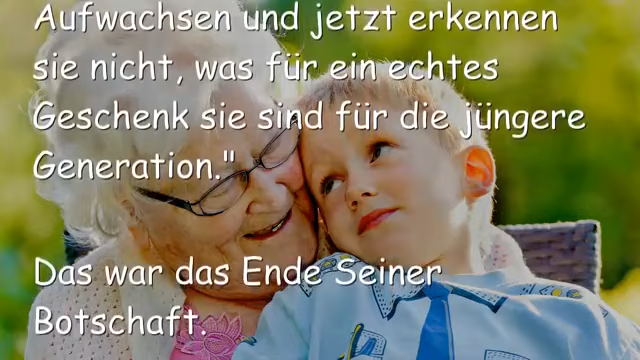 Aufwachsen und jetzt erkennen
sie nicht, was für ein echtes
Geschenk sie sind für die jüngere
Generation."
Das war das Ende Seiner
Botschaft.